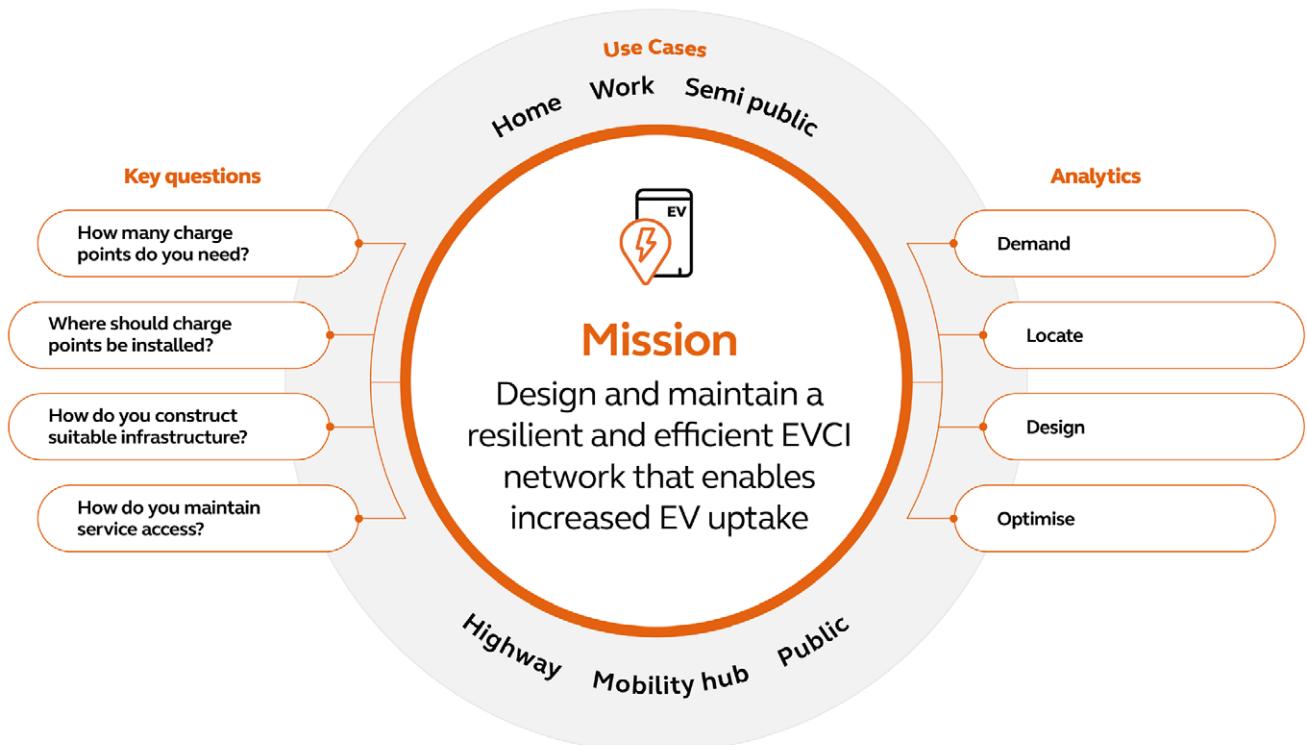 Use Cases
Home Work Semi public
Key questions
How many charge
points do you need?
Where should charge
points be installed?
How do you construct
suitable infrastructure?
How do you maintain
service access?
EV
Mission
Design and maintain a
resilient and efficient EVCI
network that enables
increased EV uptake
Analytics
Demand
Locate
Design
Optimise
Highway Mobility hub Public